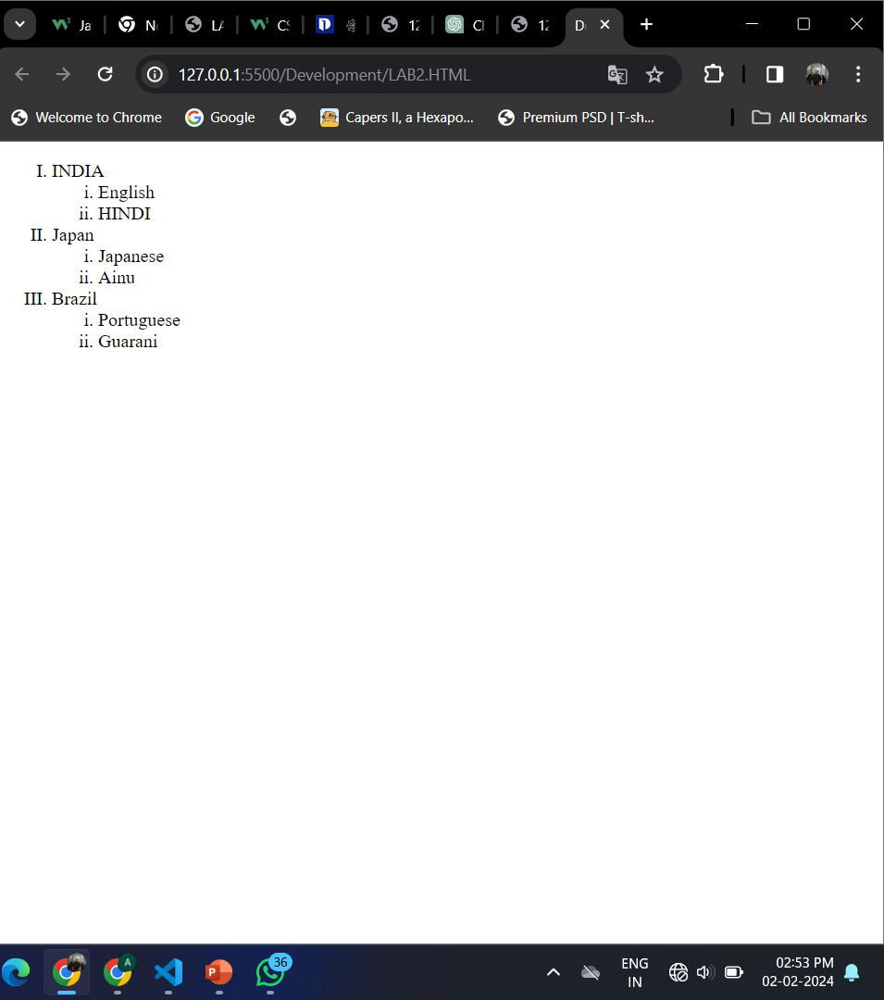 Ja
N
LA
CS
12
Cl
12
D
127.0.0.1:5500/Development/LAB2.HTML
Welcome to Chrome
Google
Capers II, a Hexapo...
Premium PSD | T-sh...
All Bookmarks
I. INDIA
i. English
ii. HINDI
II. Japan
i. Japanese
ii. Ainu
III. Brazil
i. Portuguese
ii. Guarani
A
36
ENG
IN
02:53 PM
02-02-2024